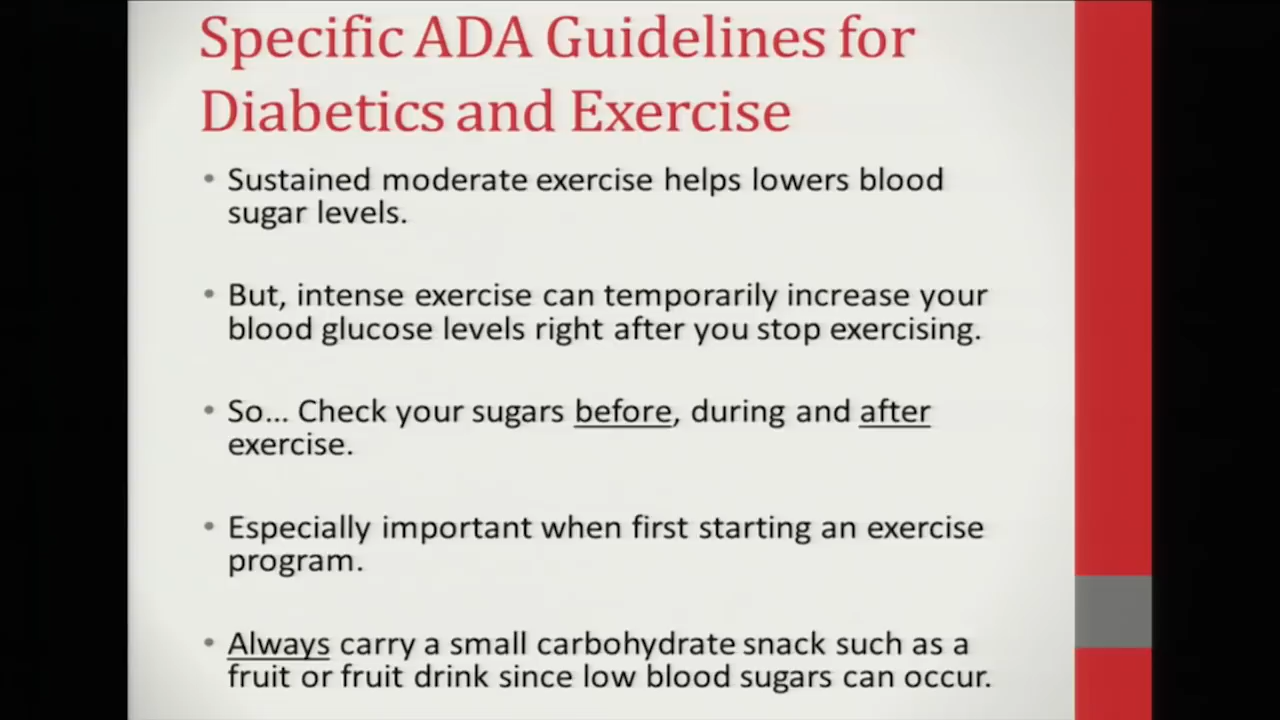 Specific ADA Guidelines for
Diabetics and Exercise
• Sustained moderate exercise helps lowers blood
sugar levels.
• But, intense exercise can temporarily increase your
blood glucose levels right after you stop exercising.
• So... Check your sugars before, during and after
exercise.
• Especially important when first starting an exercise
program.
• Always carry a small carbohydrate snack such as a
fruit or fruit drink since low blood sugars can occur.